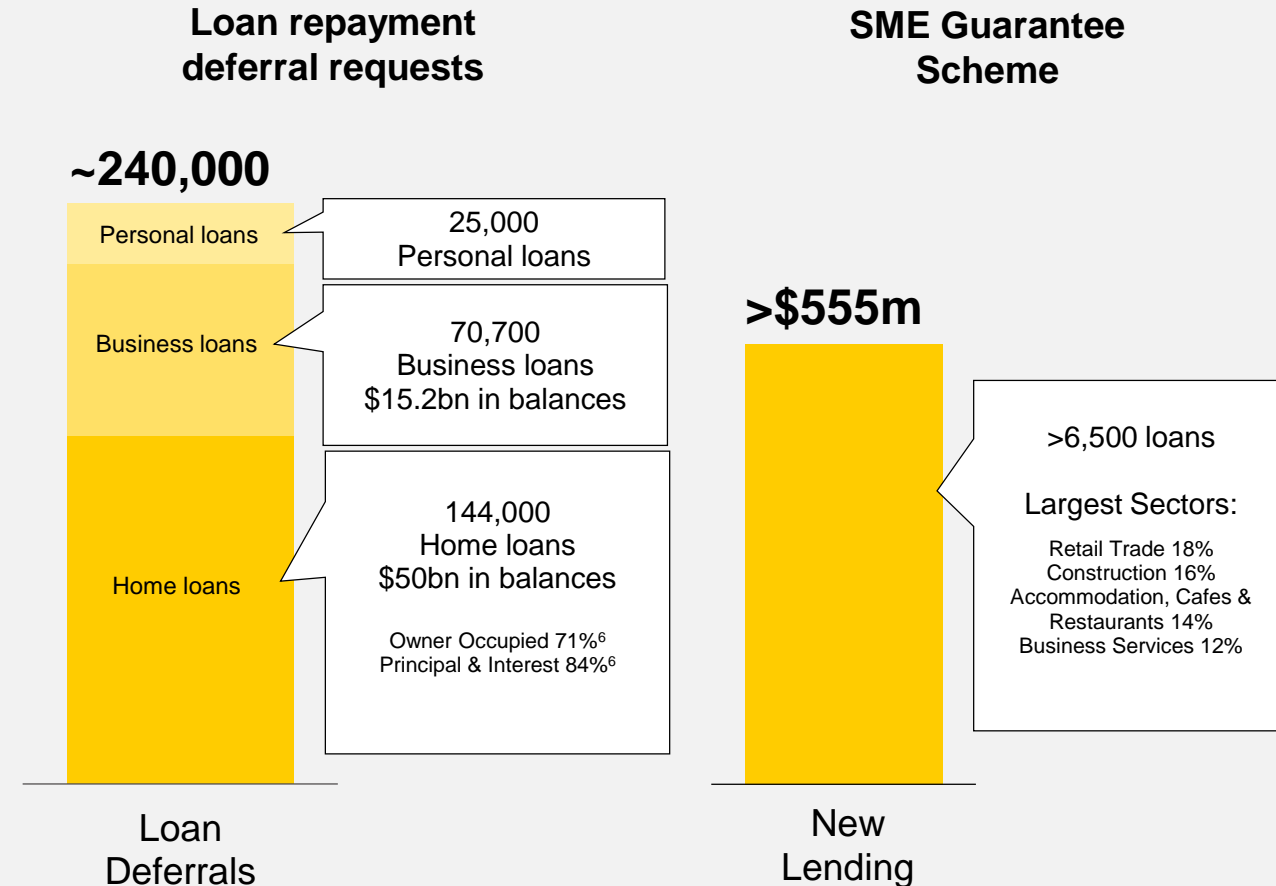 Loan repayment
deferral requests
~240,000
Personal loans
25,000
Personal loans
Business loans
70,700
Business loans
$15.2bn in balances
Home loans
144,000
Home loans
$50bn in balances
Owner Occupied 71%⁶
Principal & Interest 84%⁶
Loan
Deferrals
SME Guarantee
Scheme
>$555m
>6,500 loans
Largest Sectors:
Retail Trade 18%
Construction 16%
Accommodation, Cafes &
Restaurants 14%
Business Services 12%
New
Lending